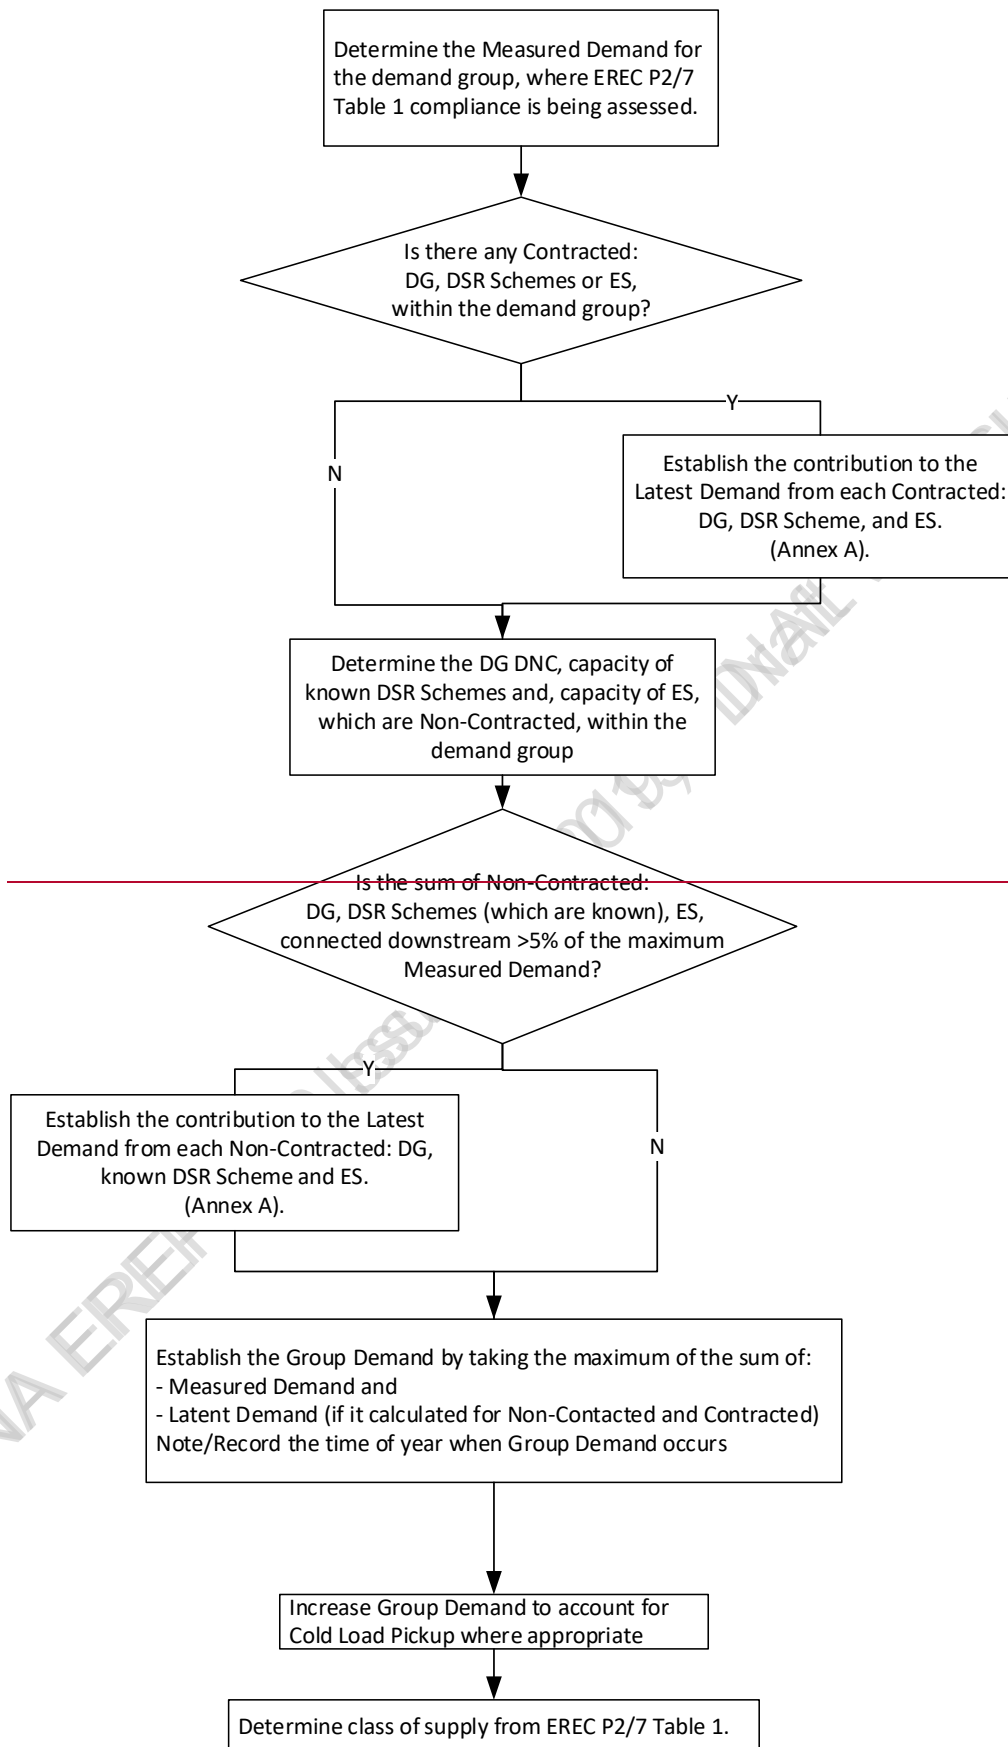 Determine the Measured Demand for
the demand group, where EREC P2/7
Table 1 compliance is being assessed.
Is there any Contracted:
DG, DSR Schemes or ES,
within the demand group?
Y
N
Establish the contribution to the
Latest Demand from each Contracted:
DG, DSR Scheme, and ES.
(Annex A).
Determine the DG DNC, capacity of
known DSR Schemes and, capacity of ES,
which are Non-Contracted, within the
demand group
Is the sum of Non-Contracted:
DG, DSR Schemes (which are known), ES,
connected downstream >5% of the maximum
Measured Demand?
Y
N
Establish the contribution to the Latest
Demand from each Non-Contracted: DG,
known DSR Scheme and ES.
(Annex A).
Establish the Group Demand by taking the maximum of the sum of:
- Measured Demand and
- Latent Demand (if it calculated for Non-Contacted and Contracted)
Note/Record the time of year when Group Demand occurs
Increase Group Demand to account for
Cold Load Pickup where appropriate
Determine class of supply from EREC P2/7 Table 1.